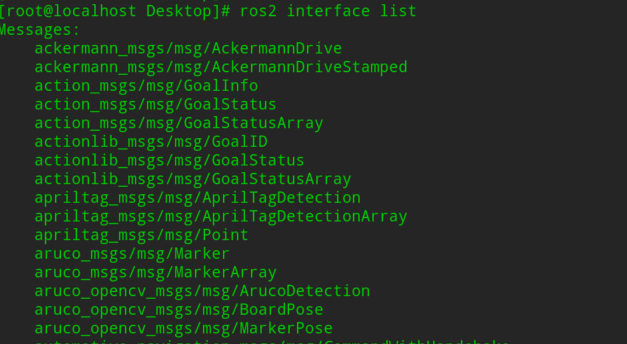 [root@localhost Desktop]# ros2 interface list
Messages:
    ackermann_msgs/msg/AckermannDrive
    ackermann_msgs/msg/AckermannDriveStamped
    action_msgs/msg/GoalInfo
    action_msgs/msg/GoalStatus
    action_msgs/msg/GoalStatusArray
    actionlib_msgs/msg/GoalID
    actionlib_msgs/msg/GoalStatus
    actionlib_msgs/msg/GoalStatusArray
    apriltag_msgs/msg/AprilTagDetection
    apriltag_msgs/msg/AprilTagDetectionArray
    apriltag_msgs/msg/Point
    aruco_msgs/msg/Marker
    aruco_msgs/msg/MarkerArray
    aruco_opencv_msgs/msg/ArucoDetection
    aruco_opencv_msgs/msg/BoardPose
    aruco_opencv_msgs/msg/MarkerPose